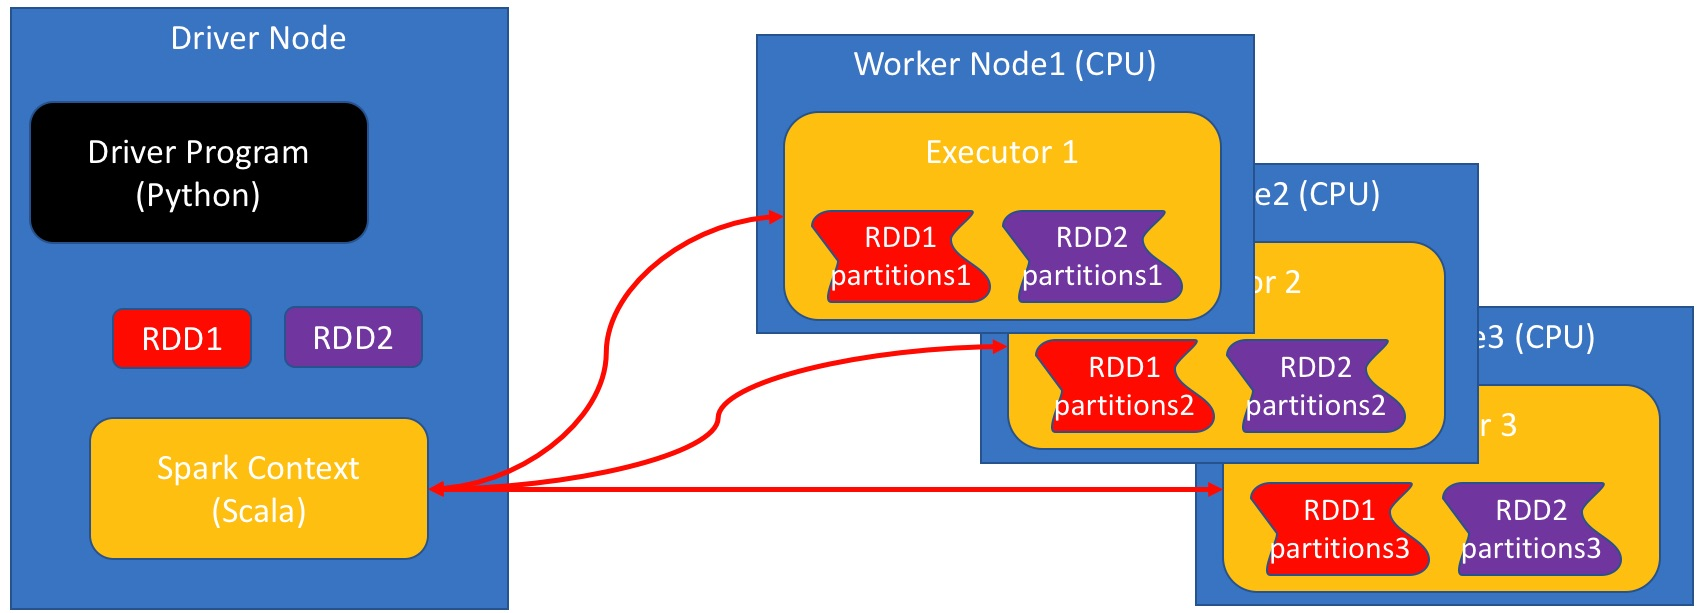 Driver Node
Driver Program
(Python)
RDD1
RDD2
Spark Context
(Scala)
Worker Node1 (CPU)
Executor 1
RDD1
partitions1
RDD2
partitions1
e2 (CPU)
or 2
RDD1
partitions2
RDD2
partitions2
e3 (CPU)
r 3
RDD1
partitions3
RDD2
partitions3